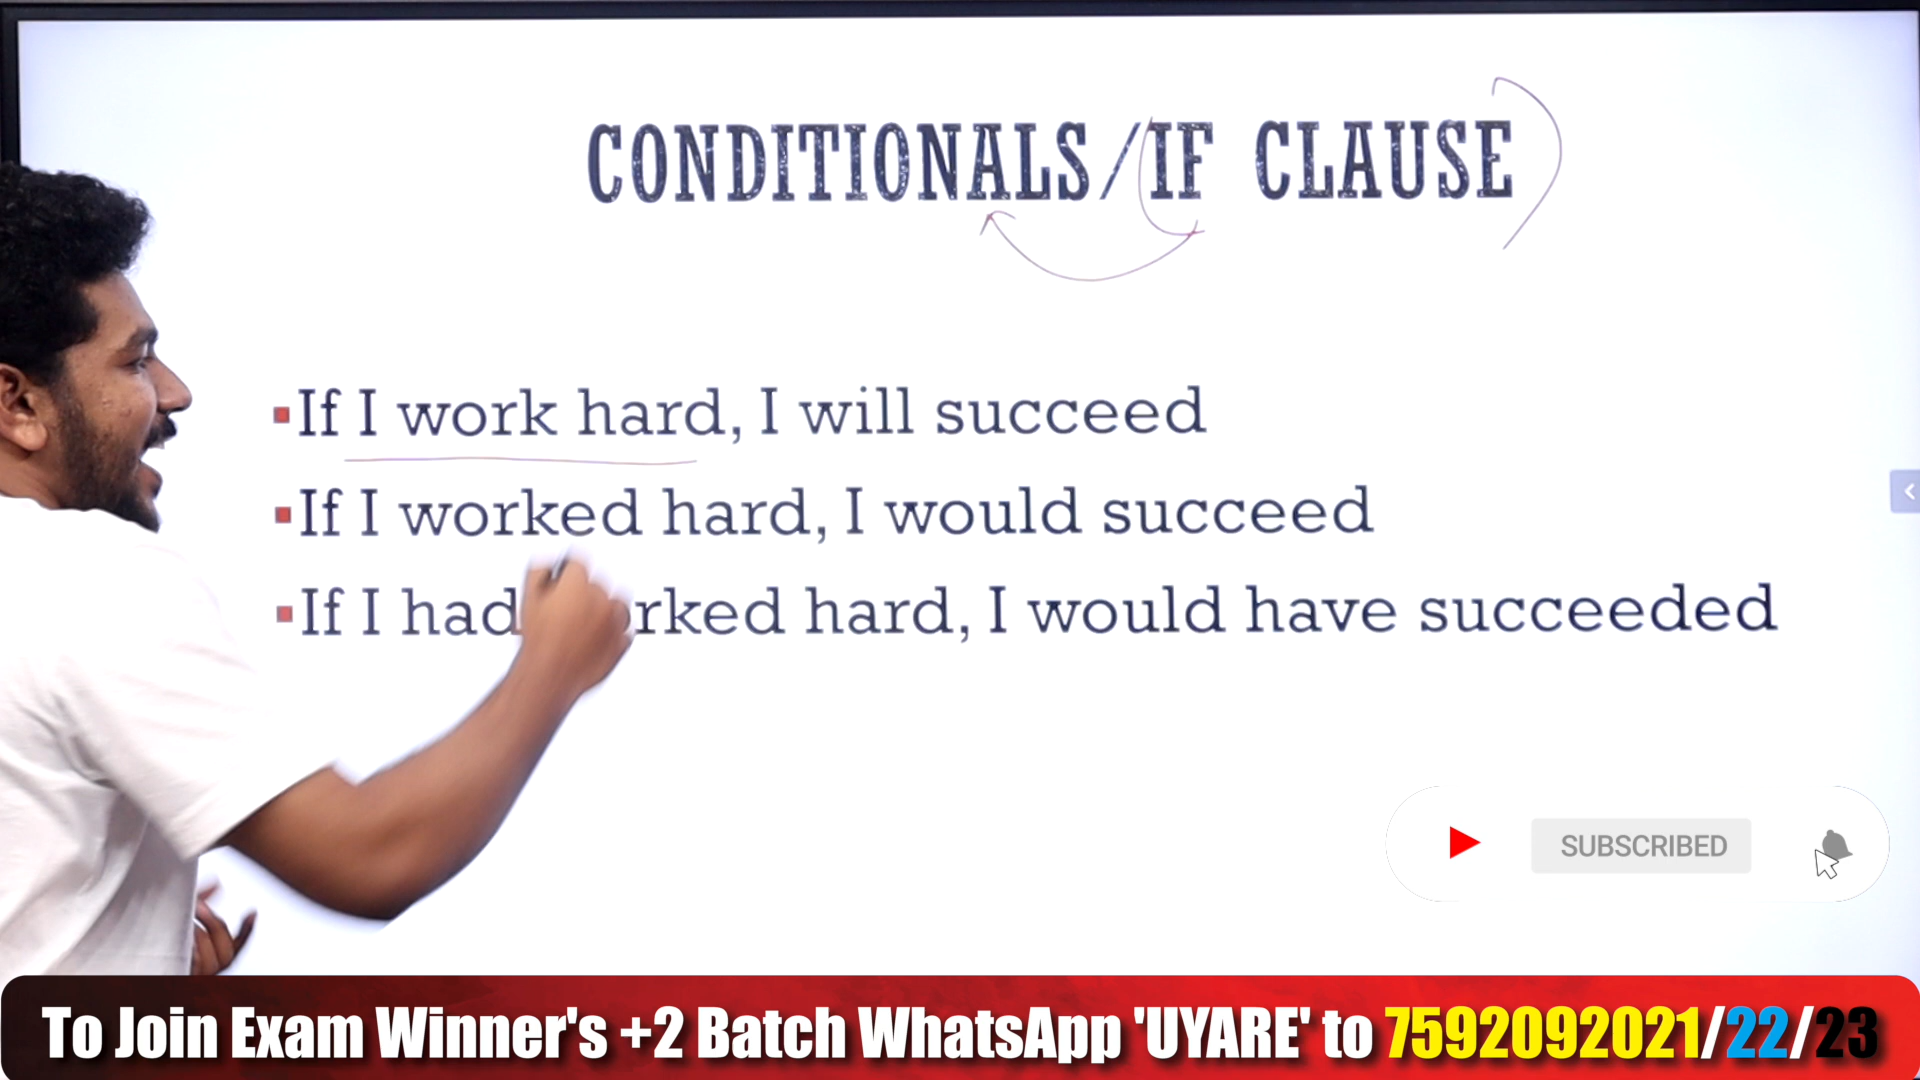 CONDITIONALS/IF CLAUSE
▪If I work hard, I will succeed
▪If I worked hard, I would succeed
▪If I had rked hard, I would have succeeded
SUBSCRIBED
To Join Exam Winner's +2 Batch WhatsApp 'UYARE' to 7592092021/22/23